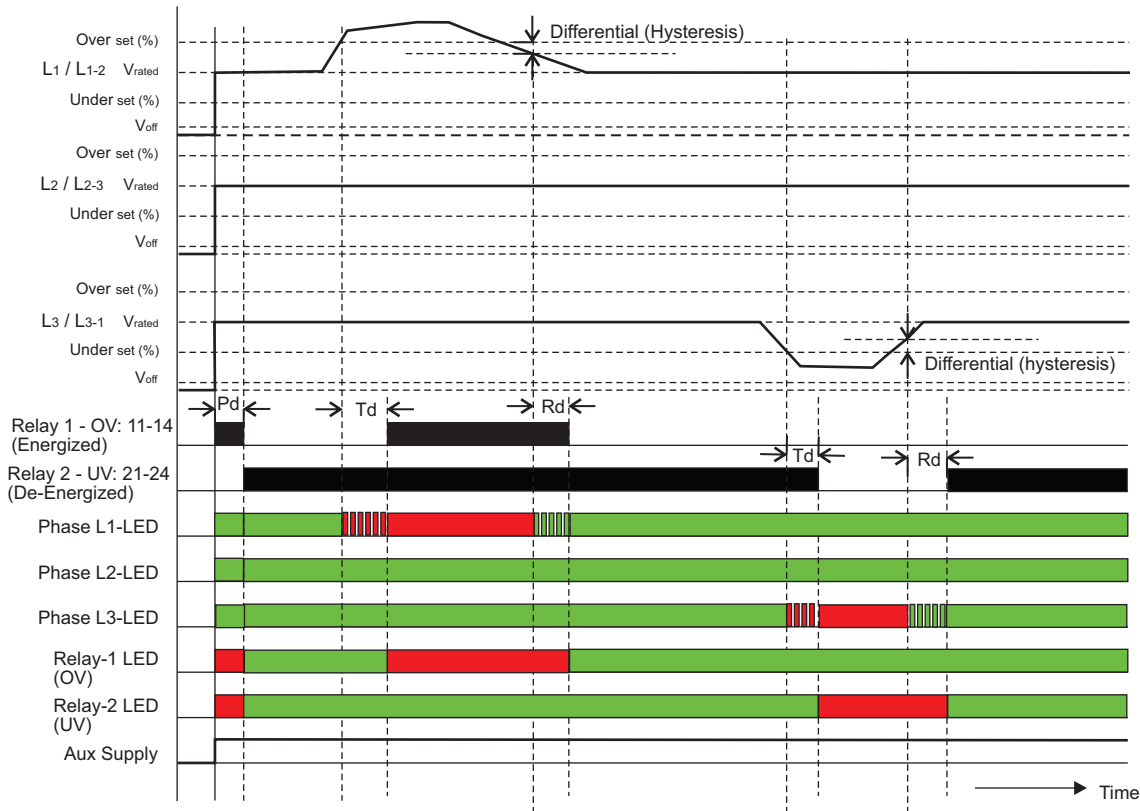 Differential (Hysteresis)
Over set (%)
L1 / L1-2 Vrated
Under set (%)
Voff
Over set (%)
L2 / L2-3 Vrated
Under set (%)
Voff
Over set (%)
L3 / L3-1 Vrated
Under set (%)
Differential (hysteresis)
Voff
Pd
Td
Rd
Relay 1 - OV: 11-14
(Energized)
Td
Rd
Relay 2 - UV: 21-24
(De-Energized)
Phase L1-LED
Phase L2-LED
Phase L3-LED
Relay-1 LED
(OV)
Relay-2 LED
(UV)
Aux Supply
Time